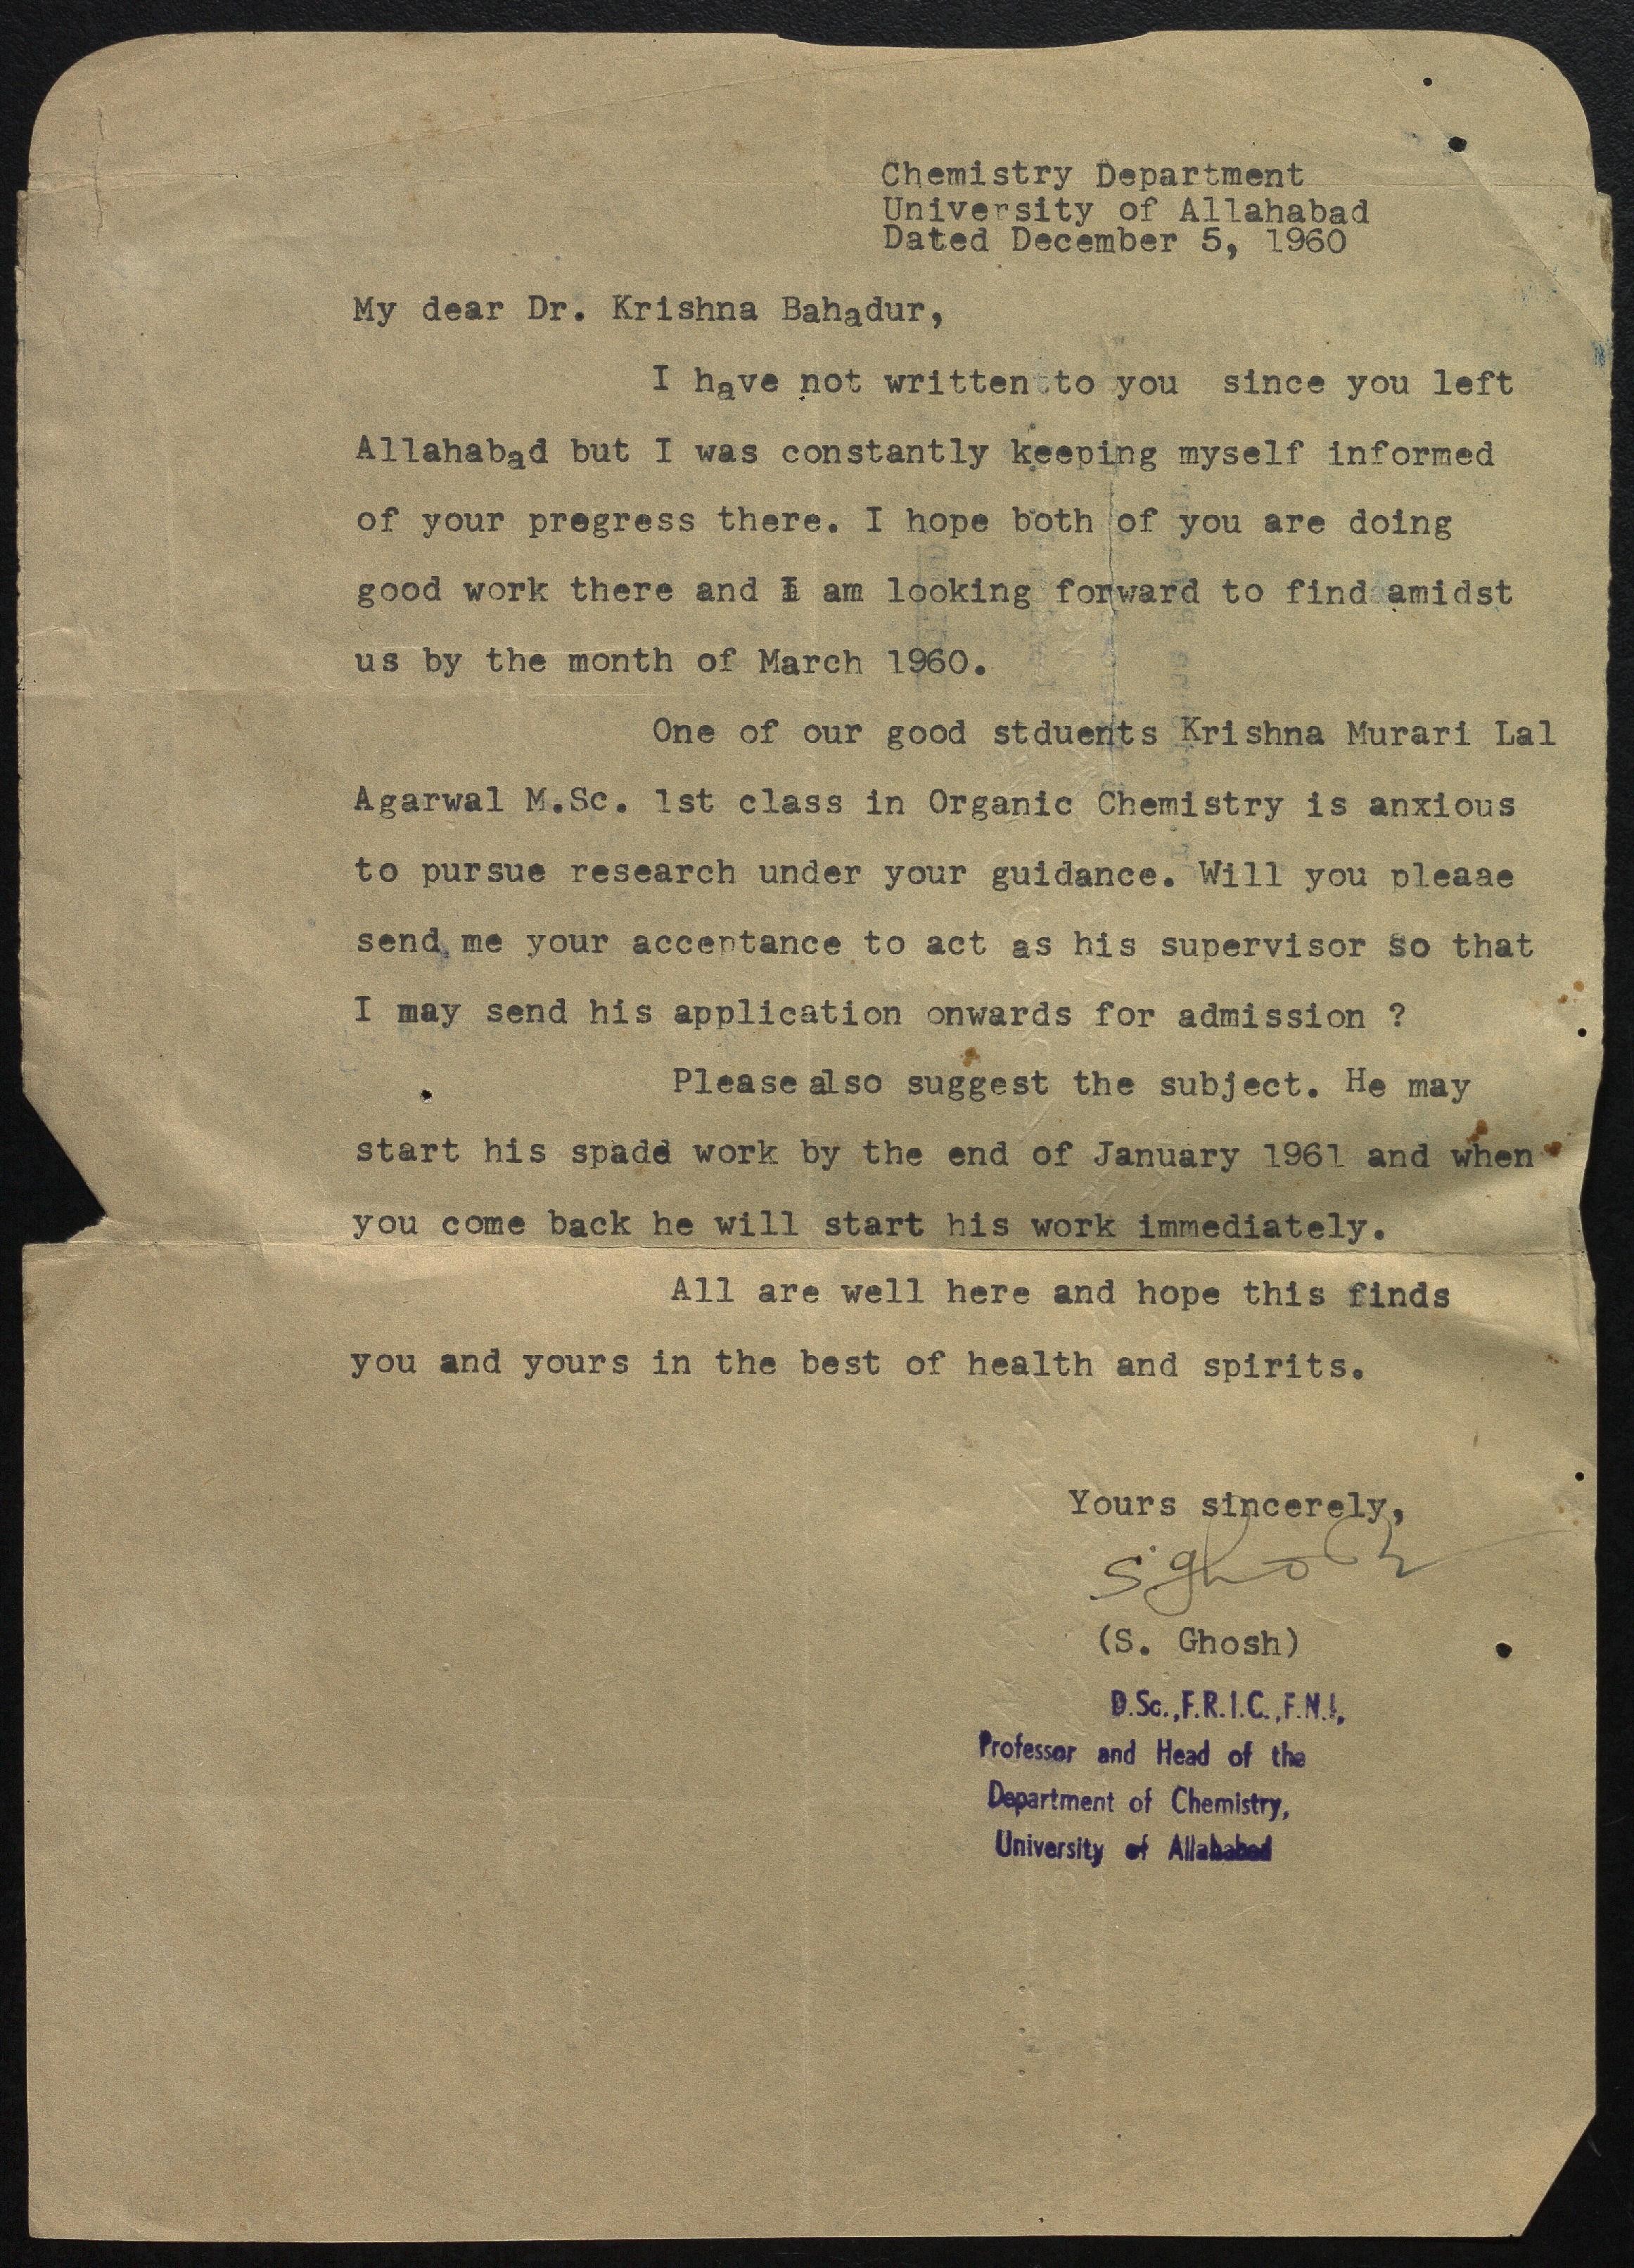 Chemistry Department
University of Allahabad
Dated December 5, 1960
My dear Dr. Krishna Bahadur,
I have not written to you since you left
Allahabad but I was constantly keeping myself informed
of your pregress there. I hope both of you are doing
good work there and I am looking forward to find amidst
us by the month of March 1960.
One of our good stduents Krishna Murari Lal
Agarwal M.Sc. 1st class in Organic Chemistry is anxious
to pursue research under your guidance. Will you pleaae
send me your acceptance to act as his supervisor so that
I may send his application onwards for admission ?
Please also suggest the subject. He may
start his spadd work by the end of January 1961 and when
you come back he will start his work immediately.
All are well here and hope this finds
you and yours in the best of health and spirits.
Yours sincerely,
S. Ghosh
(S. Ghosh)
D.Sc., F.R.I.C., F.N.I,
Professor and Head of the
Department of Chemistry,
University of Allahabad